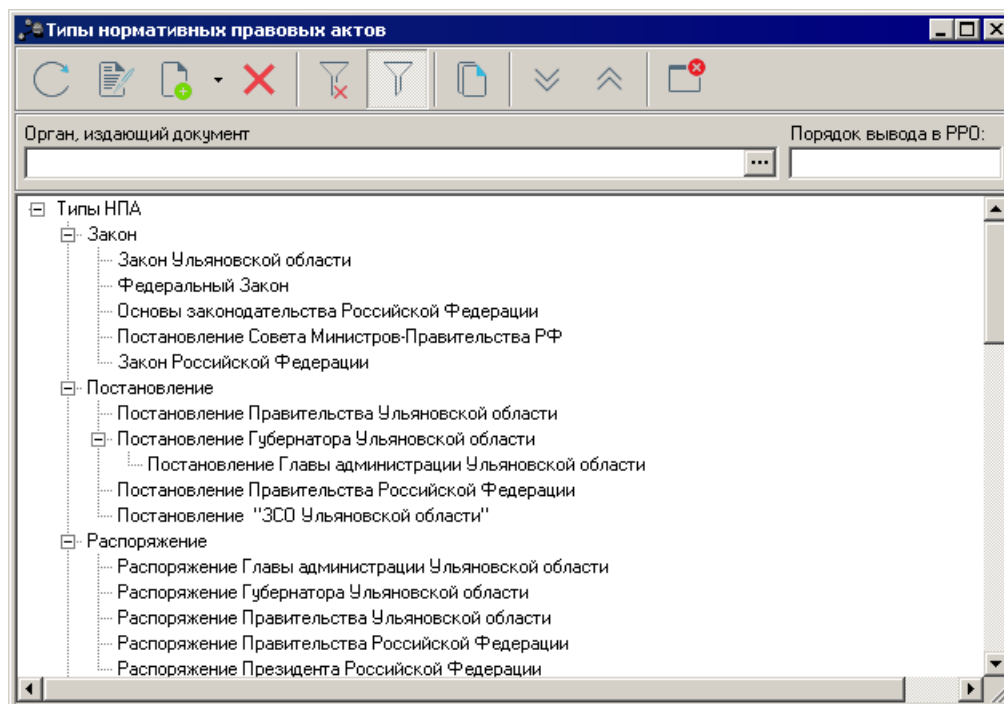 Типы нормативных правовых актов
Орган, издающий документ
Порядок вывода в РРО:
Типы НПА
Закон
Закон Ульяновской области
Федеральный Закон
Основы законодательства Российской Федерации
Постановление Совета Министров-Правительства РФ
Закон Российской Федерации
Постановление
Постановление Правительства Ульяновской области
Постановление Губернатора Ульяновской области
Постановление Главы администрации Ульяновской области
Постановление Правительства Российской Федерации
Постановление "ЗСО Ульяновской области"
Распоряжение
Распоряжение Главы администрации Ульяновской области
Распоряжение Губернатора Ульяновской области
Распоряжение Правительства Ульяновской области
Распоряжение Правительства Российской Федерации
Распоряжение Президента Российской Федерации